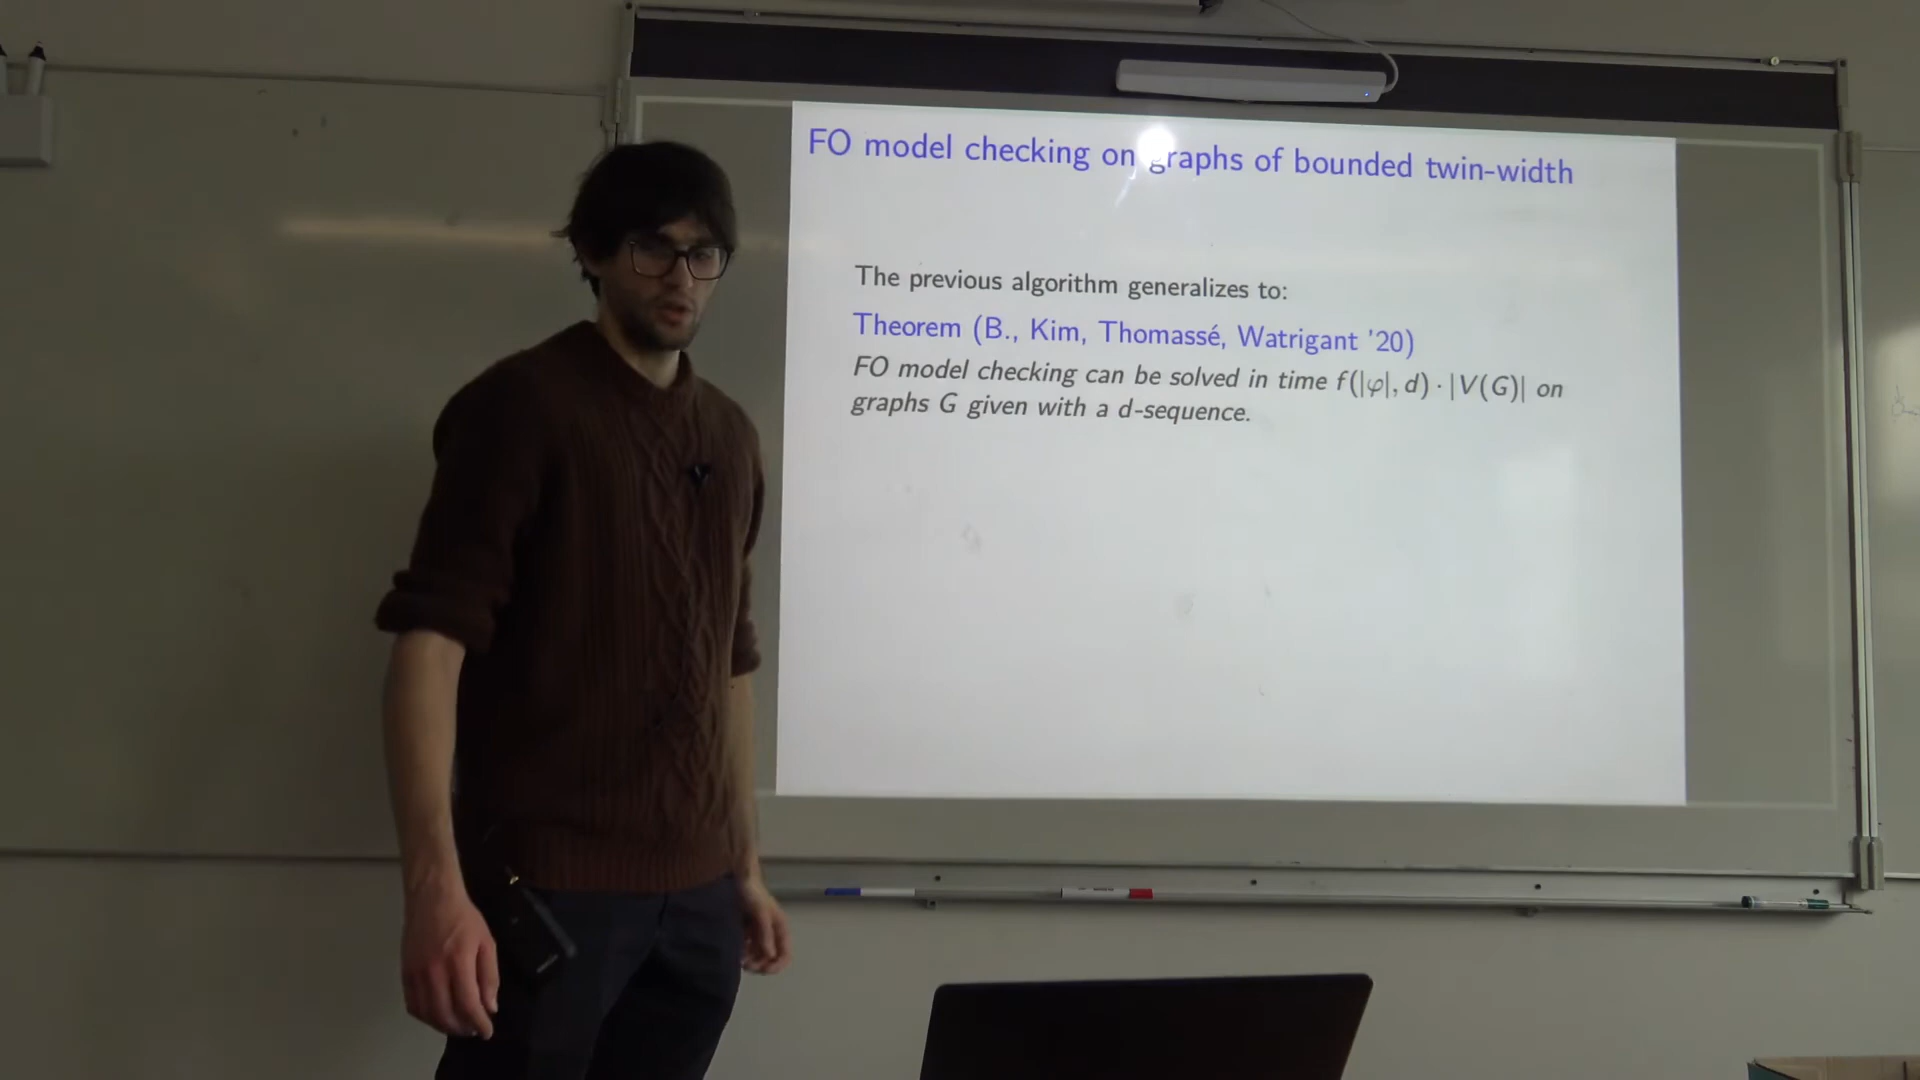 FO model checking on graphs of bounded twin-width
The previous algorithm generalizes to:
Theorem (B., Kim, Thomassé, Watrigant '20)
FO model checking can be solved in time f(|φ|, d) · |V(G)| on
graphs G given with a d-sequence.